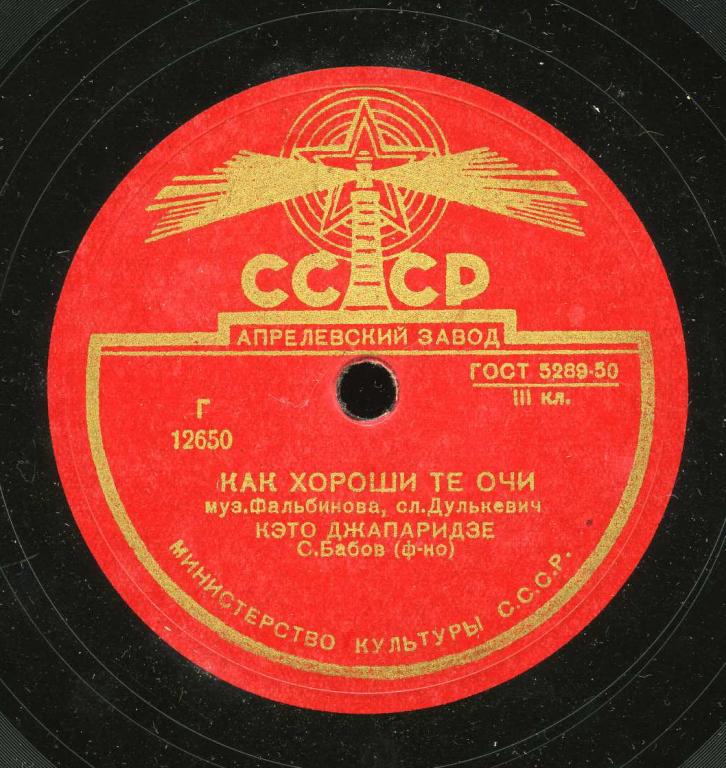 СССР
АПРЕЛЕВСКИЙ ЗАВОД
ГОСТ 5289-50
III кл.
Г
12650
КАК ХОРОШИ ТЕ ОЧИ
муз.Фальбинова, сл.Дулькевич
КЭТО ДЖАПАРИДЗЕ
С.Бабов (ф-но)
МИНИСТЕРСТВО КУЛЬТУРЫ С.С.С.Р.